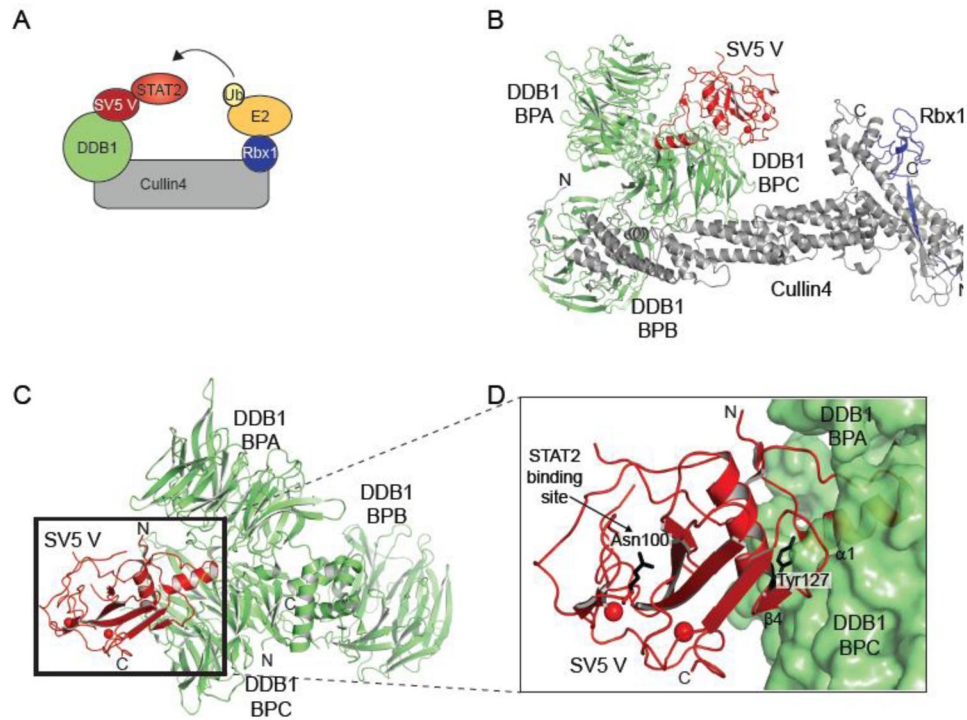 A
SV5 V
STAT2
Ub
E2
DDB1
Rbx1
Cullin4
B
SV5 V
DDB1
BPA
C
Rbx1
C
DDB1
BPC
N
Cullin4
N
DDB1
BPB
C
DDB1
BPA
DDB1
BPB
N
SV5 V
C
C
N
DDB1
BPC
D
N
DDB1
BPA
STAT2
binding
site
Asn100
α1
Tyr127
β4
DDB1
BPC
SV5 V
C